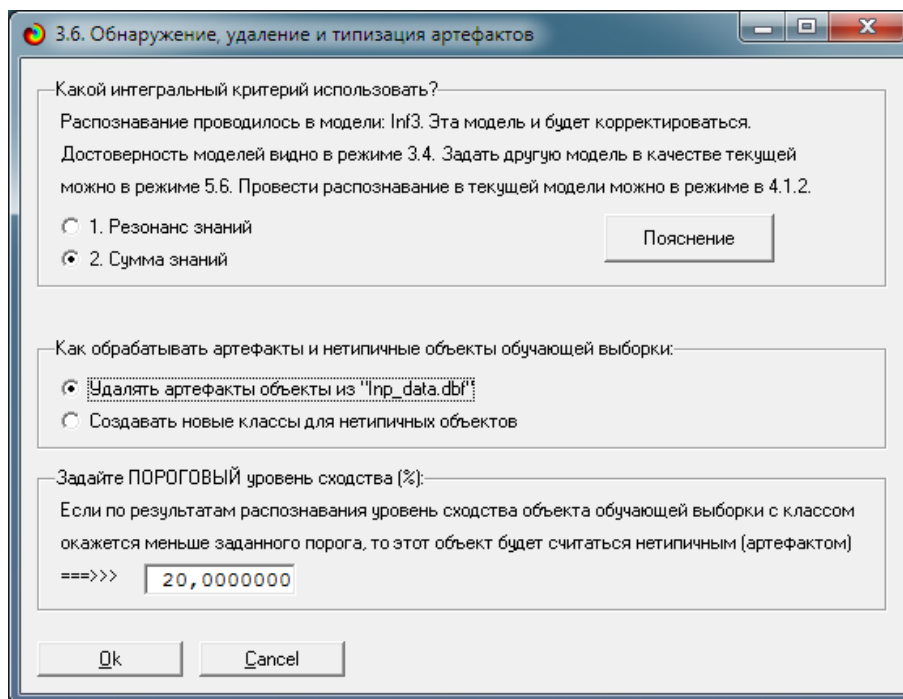 3.6. Обнаружение, удаление и типизация артефактов
Какой интегральный критерий использовать?
Распознавание проводилось в модели: Inf3. Эта модель и будет корректироваться.
Достоверность моделей видно в режиме 3.4. Задать другую модель в качестве текущей
можно в режиме 5.6. Провести распознавание в текущей модели можно в режиме в 4.1.2.
1. Резонанс знаний
Пояснение
2. Сумма знаний
Как обрабатывать артефакты и нетипичные объекты обучающей выборки:
Удалять артефакты объекты из "Inp_data.dbf"
Создавать новые классы для нетипичных объектов
Задайте ПОРОГОВЫЙ уровень сходства (%):
Если по результатам распознавания уровень сходства объекта обучающей выборки с классом
окажется меньше заданного порога, то этот объект будет считаться нетипичным (артефактом)
===>>> 20,0000000
Ok Cancel